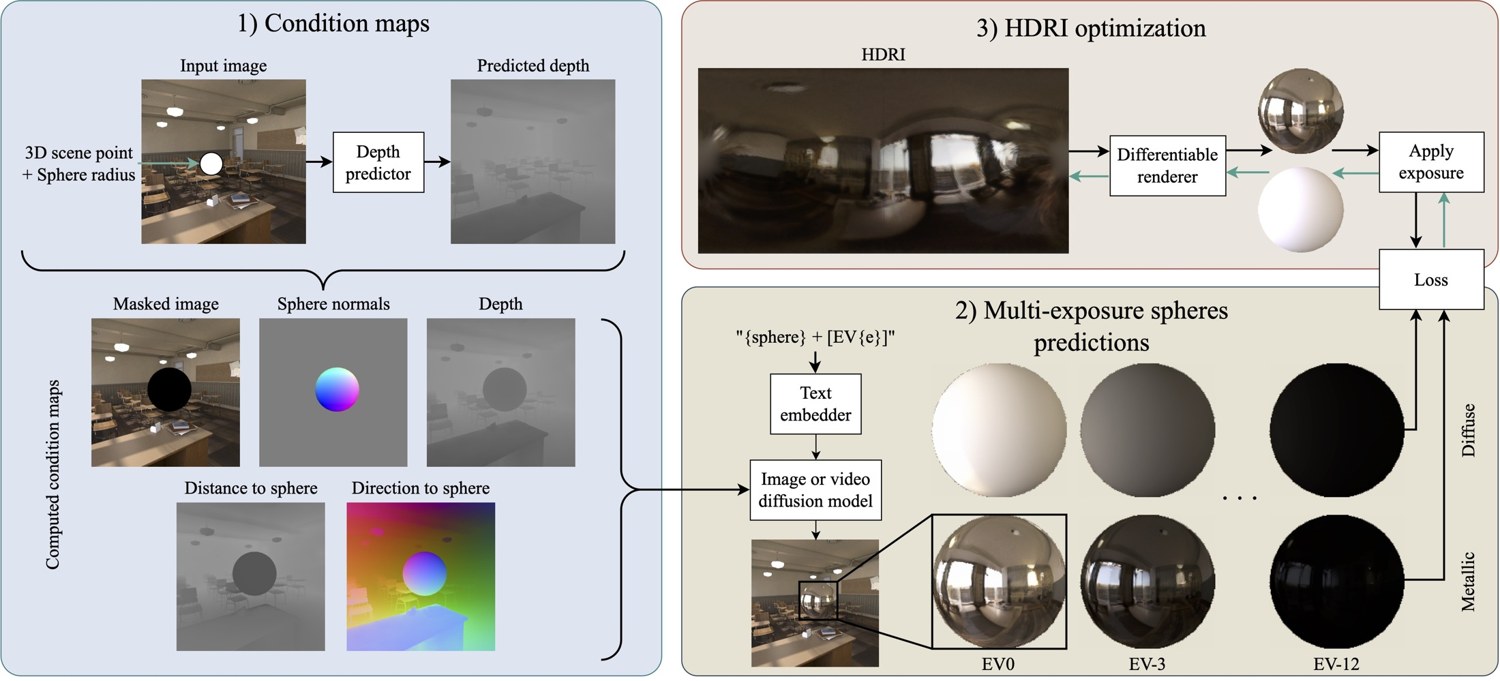 1) Condition maps
Input image
Predicted depth
3D scene point
+ Sphere radius
Depth
predictor
Masked image
Sphere normals
Depth
Computed condition maps
Distance to sphere
Direction to sphere
3) HDRI optimization
HDRI
Differentiable
renderer
Apply
exposure
Loss
2) Multi-exposure spheres
predictions
"{sphere} + [EV{e}]"
Text
embedder
Image or video
diffusion model
. . .
Diffuse
Metallic
EV0
EV-3
EV-12